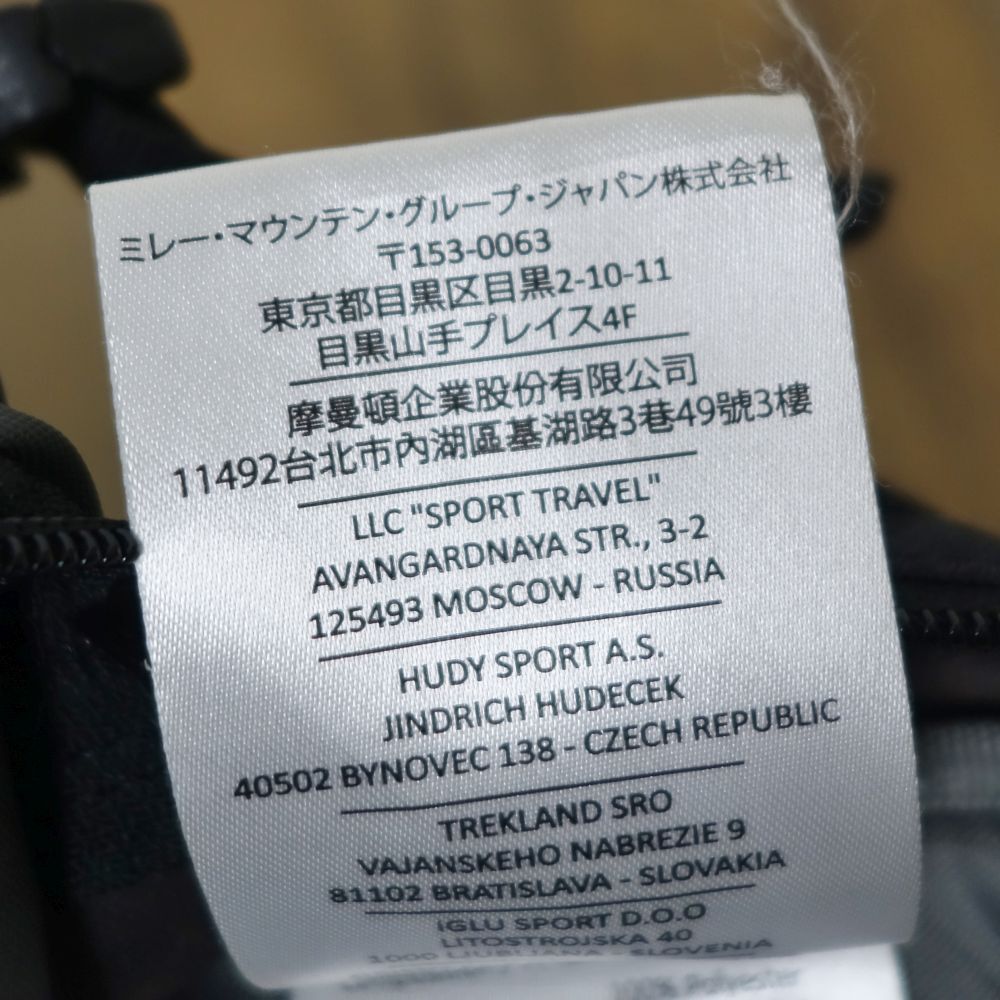 ミレー・マウンテン・グループ・ジャパン株式会社
〒153-0063
東京都目黒区目黒2-10-11
目黒山手プレイス4F
摩曼頓企業股份有限公司
11492台北市內湖區基湖路3巷49號3樓
LLC "SPORT TRAVEL"
AVANGARDNAYA STR., 3-2
125493 MOSCOW - RUSSIA
HUDY SPORT A.S.
JINDRICH HUDECEK
40502 BYNOVEC 138 - CZECH REPUBLIC
TREKLAND SRO
VAJANSKEHO NABREZIE 9
81102 BRATISLAVA - SLOVAKIA
IGLU SPORT D.O.O
LITOSTROJSKA 40
1000 LJUBLJANA - SLOVENIA
Polyester